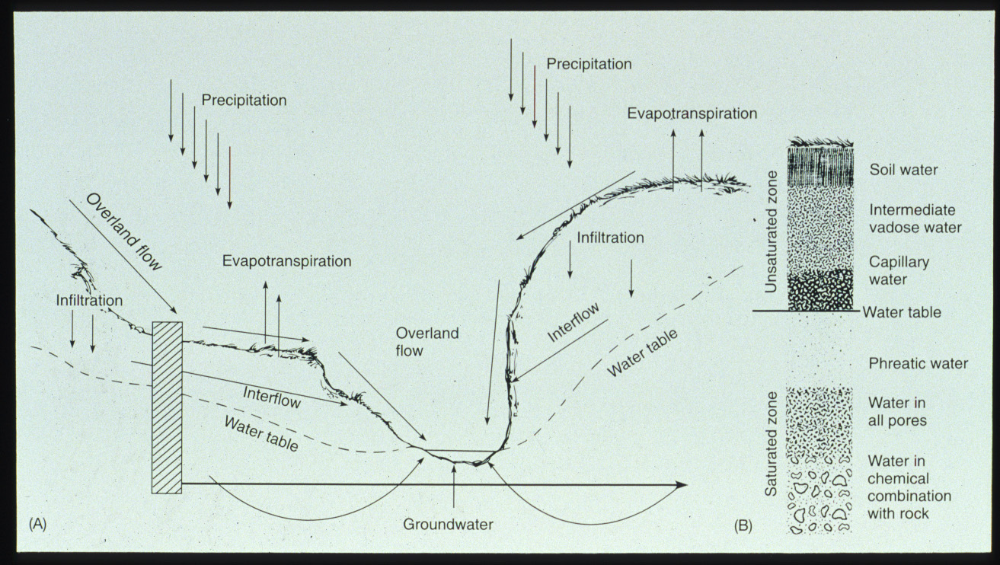 Precipitation
Precipitation
Evapotranspiration
Overland flow
Infiltration
Evapotranspiration
Infiltration
Interflow
Water table
Overland
flow
Interflow
Water table
Groundwater
(A)
(B)
Unsaturated zone
Soil water
Intermediate
vadose water
Capillary
water
Water table
Saturated zone
Phreatic water
Water in
all pores
Water in
chemical
combination
with rock